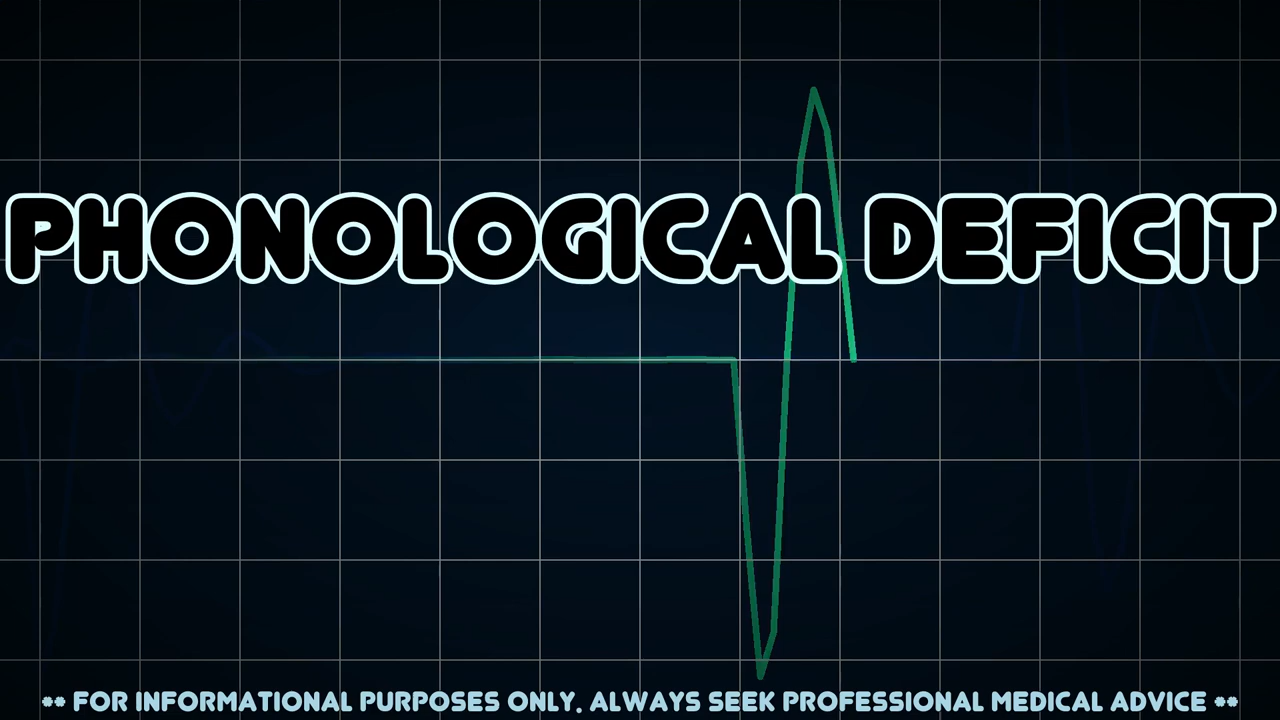 PHONOLOGICAL DEFICIT
** FOR INFORMATIONAL PURPOSES ONLY. ALWAYS SEEK PROFESSIONAL MEDICAL ADVICE **